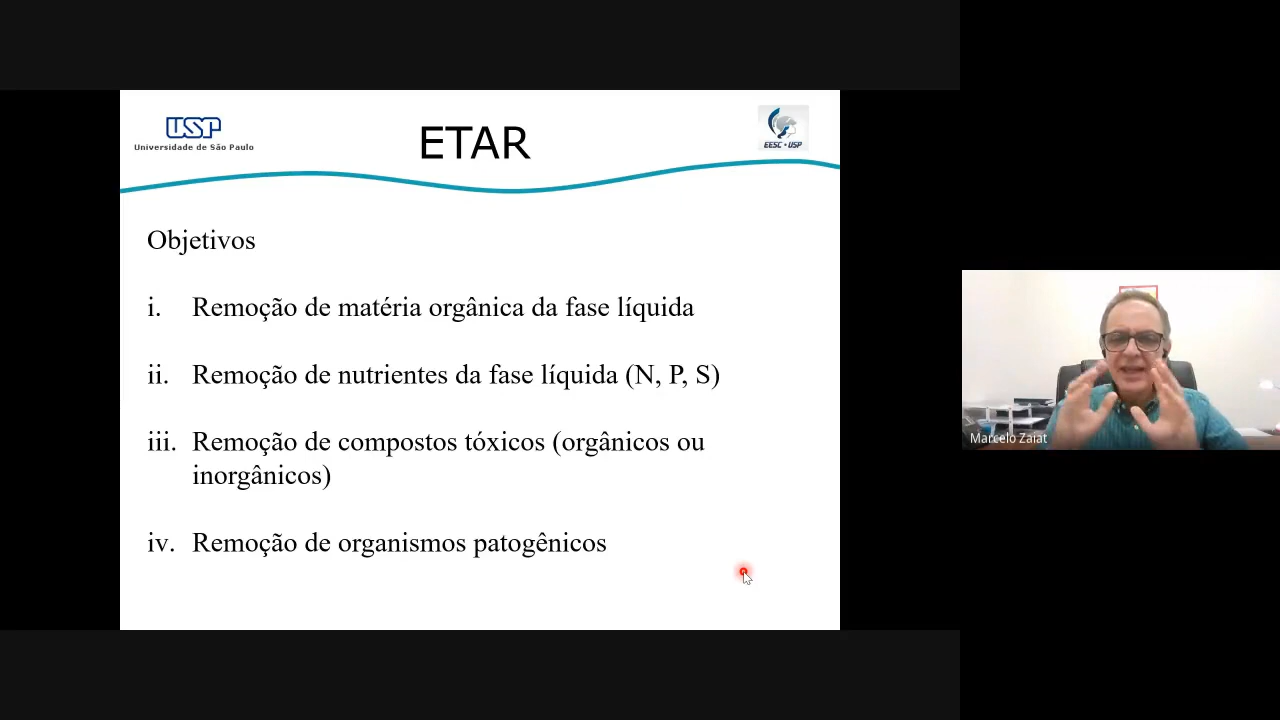 USP
Universidade de São Paulo
ETAR
EESC • USP
Objetivos
i. Remoção de matéria orgânica da fase líquida
ii. Remoção de nutrientes da fase líquida (N, P, S)
iii. Remoção de compostos tóxicos (orgânicos ou
inorgânicos)
iv. Remoção de organismos patogênicos
Marcelo Zaiat